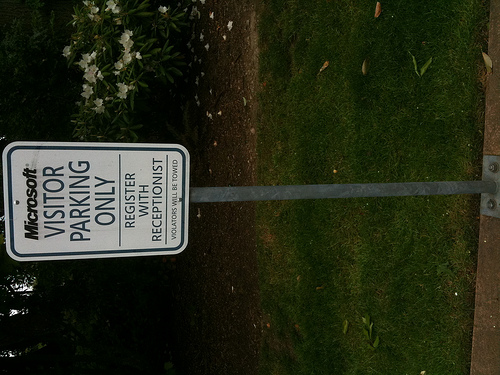 Microsoft
VISITOR
PARKING
ONLY
REGISTER
WITH
RECEPTIONIST
VIOLATORS WILL BE TOWED